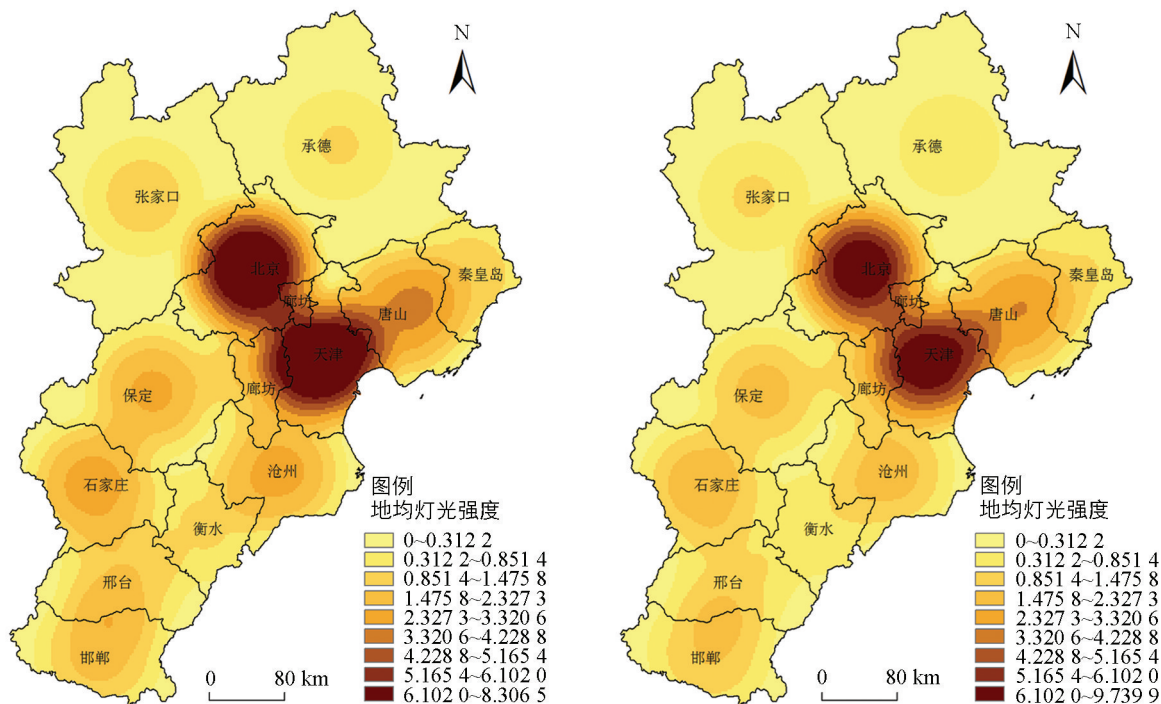 N
承德
张家口
北京
秦皇岛
廊坊
唐山
天津
保定
廊坊
沧州
石家庄
衡水
邢台
邯郸
图例
地均灯光强度
0~0.312 2
0.312 2~0.851 4
0.851 4~1.475 8
1.475 8~2.327 3
2.327 3~3.320 6
3.320 6~4.228 8
4.228 8~5.165 4
5.165 4~6.102 0
6.102 0~8.306 5
0 80 km
N
承德
张家口
北京
秦皇岛
廊坊
唐山
天津
保定
廊坊
沧州
石家庄
衡水
邢台
邯郸
图例
地均灯光强度
0~0.312 2
0.312 2~0.851 4
0.851 4~1.475 8
1.475 8~2.327 3
2.327 3~3.320 6
3.320 6~4.228 8
4.228 8~5.165 4
5.165 4~6.102 0
6.102 0~9.739 9
0 80 km